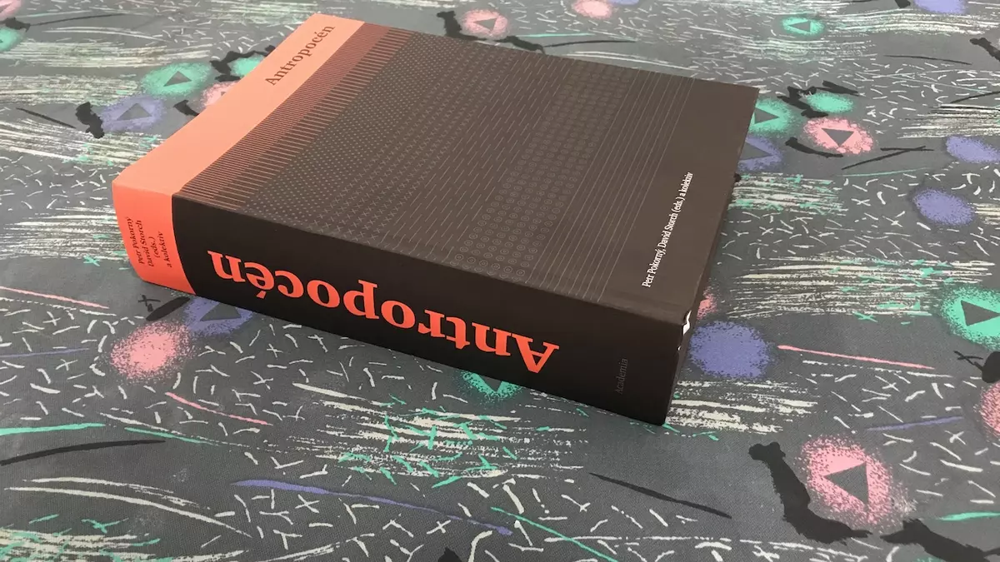 Antropocén
Petr Pokorný, David Storch (eds.) a kolektiv
Petr Pokorný
David Storch
(eds.)
a kolektiv
Antropocén
Academia